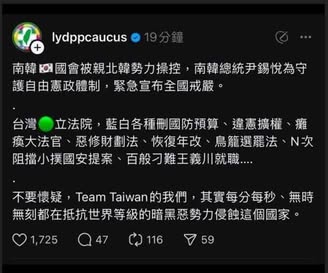 lydppcaucus 19分鐘
南韓🇰🇷國會被親北韓勢力操控,南韓總統尹錫悅為守
護自由憲政體制,緊急宣布全國戒嚴。
.
台灣🟢立法院,藍白各種刪國防預算、違憲擴權、癱
瘓大法官、惡修財劃法、恢復年改、鳥籠選罷法、N次
阻擋小撲國安提案、百般刁難王義川就職....
.
不要懷疑,Team Taiwan的我們,其實每分每秒、無時
無刻都在抵抗世界等級的暗黑惡勢力侵蝕這個國家。
1,725 47 116 59